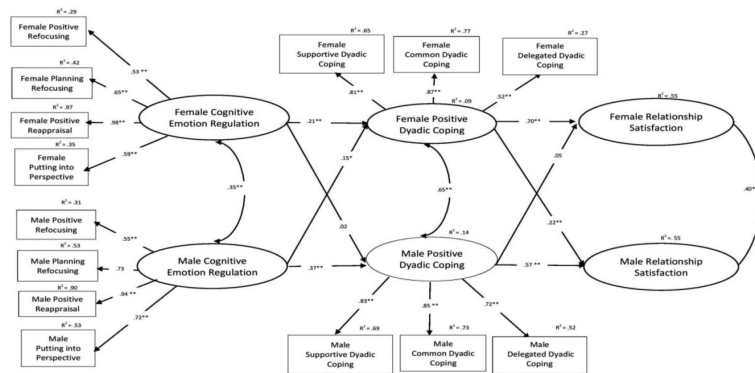 R² = .29
Female Positive
Refocusing
R² = .42
Female Planning
Refocusing
R² = .97
Female Positive
Reappraisal
R² = .35
Female
Putting into
Perspective
R² = .31
Male Positive
Refocusing
R² = .53
Male Planning
Refocusing
R² = .90
Male Positive
Reappraisal
R² = .53
Male
Putting into
Perspective
.53 **
.65**
.98**
.59**
.55**
.73
.94 **
.72**
Female Cognitive
Emotion Regulation
.35**
Male Cognitive
Emotion Regulation
.21**
.15*
.02
.37**
R² = .65
Female
Supportive Dyadic
Coping
R² = .77
Female
Common Dyadic
Coping
R² = .27
Female
Delegated Dyadic
Coping
.81**
.87**
.52**
R² = .09
Female Positive
Dyadic Coping
.65**
R² = .14
Male Positive
Dyadic Coping
.83**
.85 **
.72**
R² = .69
Male
Supportive Dyadic
Coping
R² = .73
Male
Common Dyadic
Coping
R² = .52
Male
Delegated Dyadic
Coping
.70**
.05
.22**
.57 **
R² = .55
Female Relationship
Satisfaction
.40**
R² = .55
Male Relationship
Satisfaction